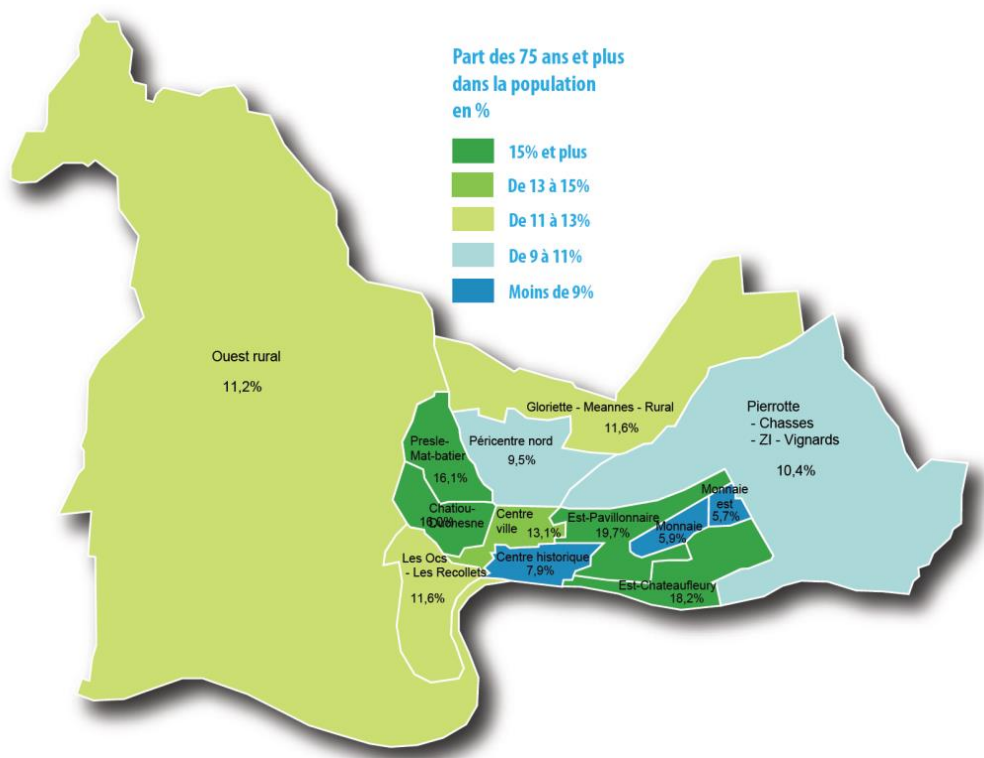 Part des 75 ans et plus
dans la population
en %
15% et plus
De 13 à 15%
De 11 à 13%
De 9 à 11%
Moins de 9%
Ouest rural
11,2%
Gloriette - Meannes - Rural
11,6%
Pierrotte
- Chasses
- ZI - Vignards
10,4%
Presle-
Mat-batier
16,1%
Péricentre nord
9,5%
Chatiou-
Duchesne
16,0%
Centre
ville
13,1%
Est-Pavillonnaire
19,7%
Monnaie
est
5,7%
Monnaie
5,9%
Les Ocs
- Les Recollets
11,6%
Centre historique
7,9%
Est-Chateaufleury
18,2%